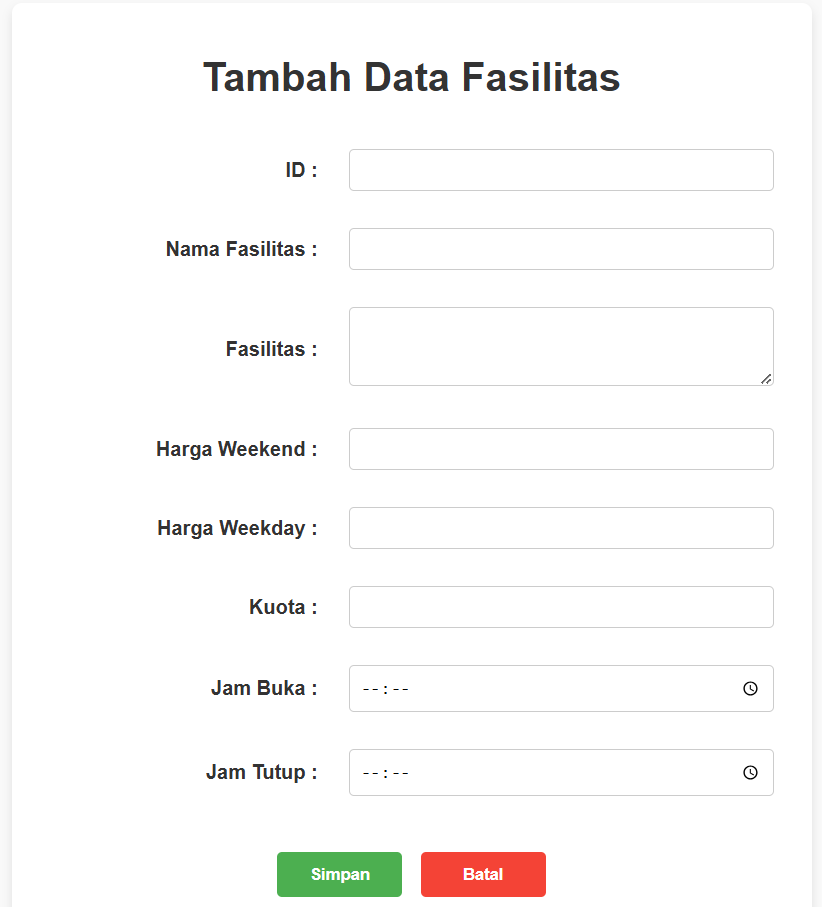 Tambah Data Fasilitas
ID :
Nama Fasilitas :
Fasilitas :
Harga Weekend :
Harga Weekday :
Kuota :
Jam Buka : --:--
Jam Tutup : --:--
Simpan Batal